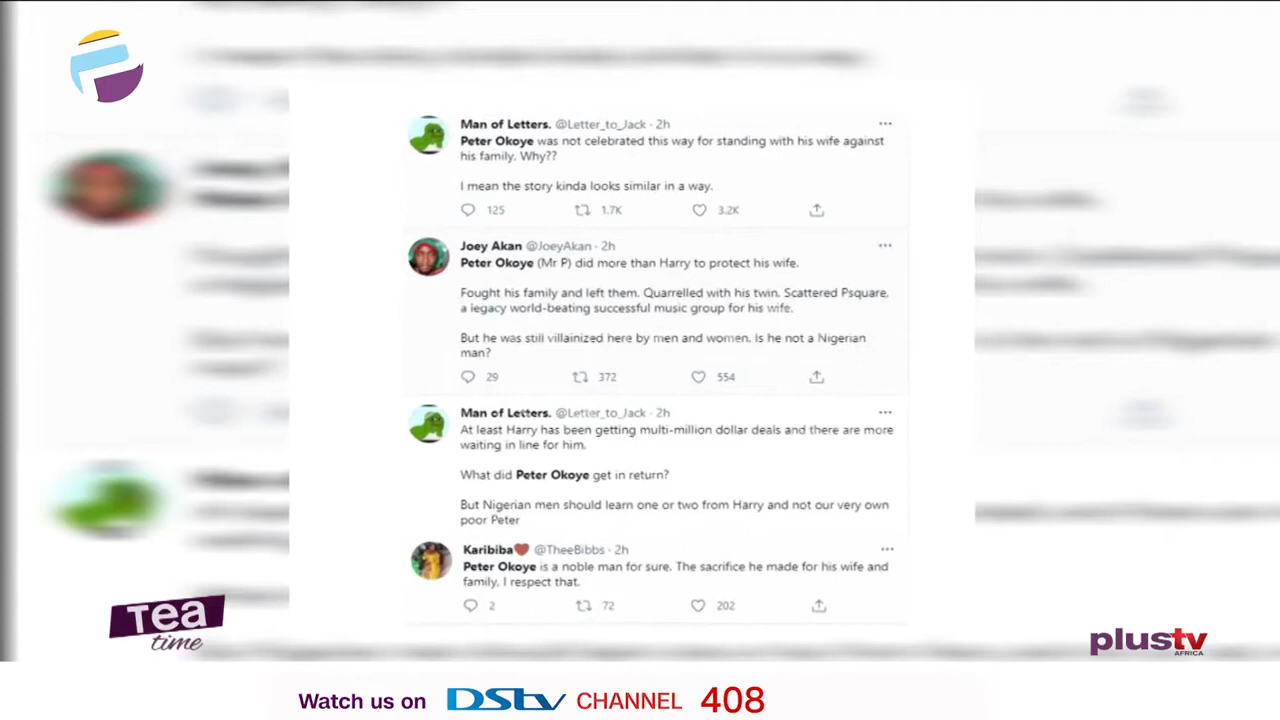 Man of Letters. @Letter_to_Jack · 2h
Peter Okoye was not celebrated this way for standing with his wife against
his family. Why??
I mean the story kinda looks similar in a way.
125 1.7K 3.2K
Joey Akan @JoeyAkan · 2h
Peter Okoye (Mr P) did more than Harry to protect his wife.
Fought his family and left them. Quarrelled with his twin. Scattered Psquare,
a legacy world-beating successful music group for his wife.
But he was still villainized here by men and women. Is he not a Nigerian
man?
29 372 554
Man of Letters. @Letter_to_Jack · 2h
At least Harry has been getting multi-million dollar deals and there are more
waiting in line for him.
What did Peter Okoye get in return?
But Nigerian men should learn one or two from Harry and not our very own
poor Peter
Karibiba @TheeBibbs · 2h
Peter Okoye is a noble man for sure. The sacrifice he made for his wife and
family. I respect that.
2 72 202
Tea
time
plustv
AFRICA
Watch us on DStv CHANNEL 408